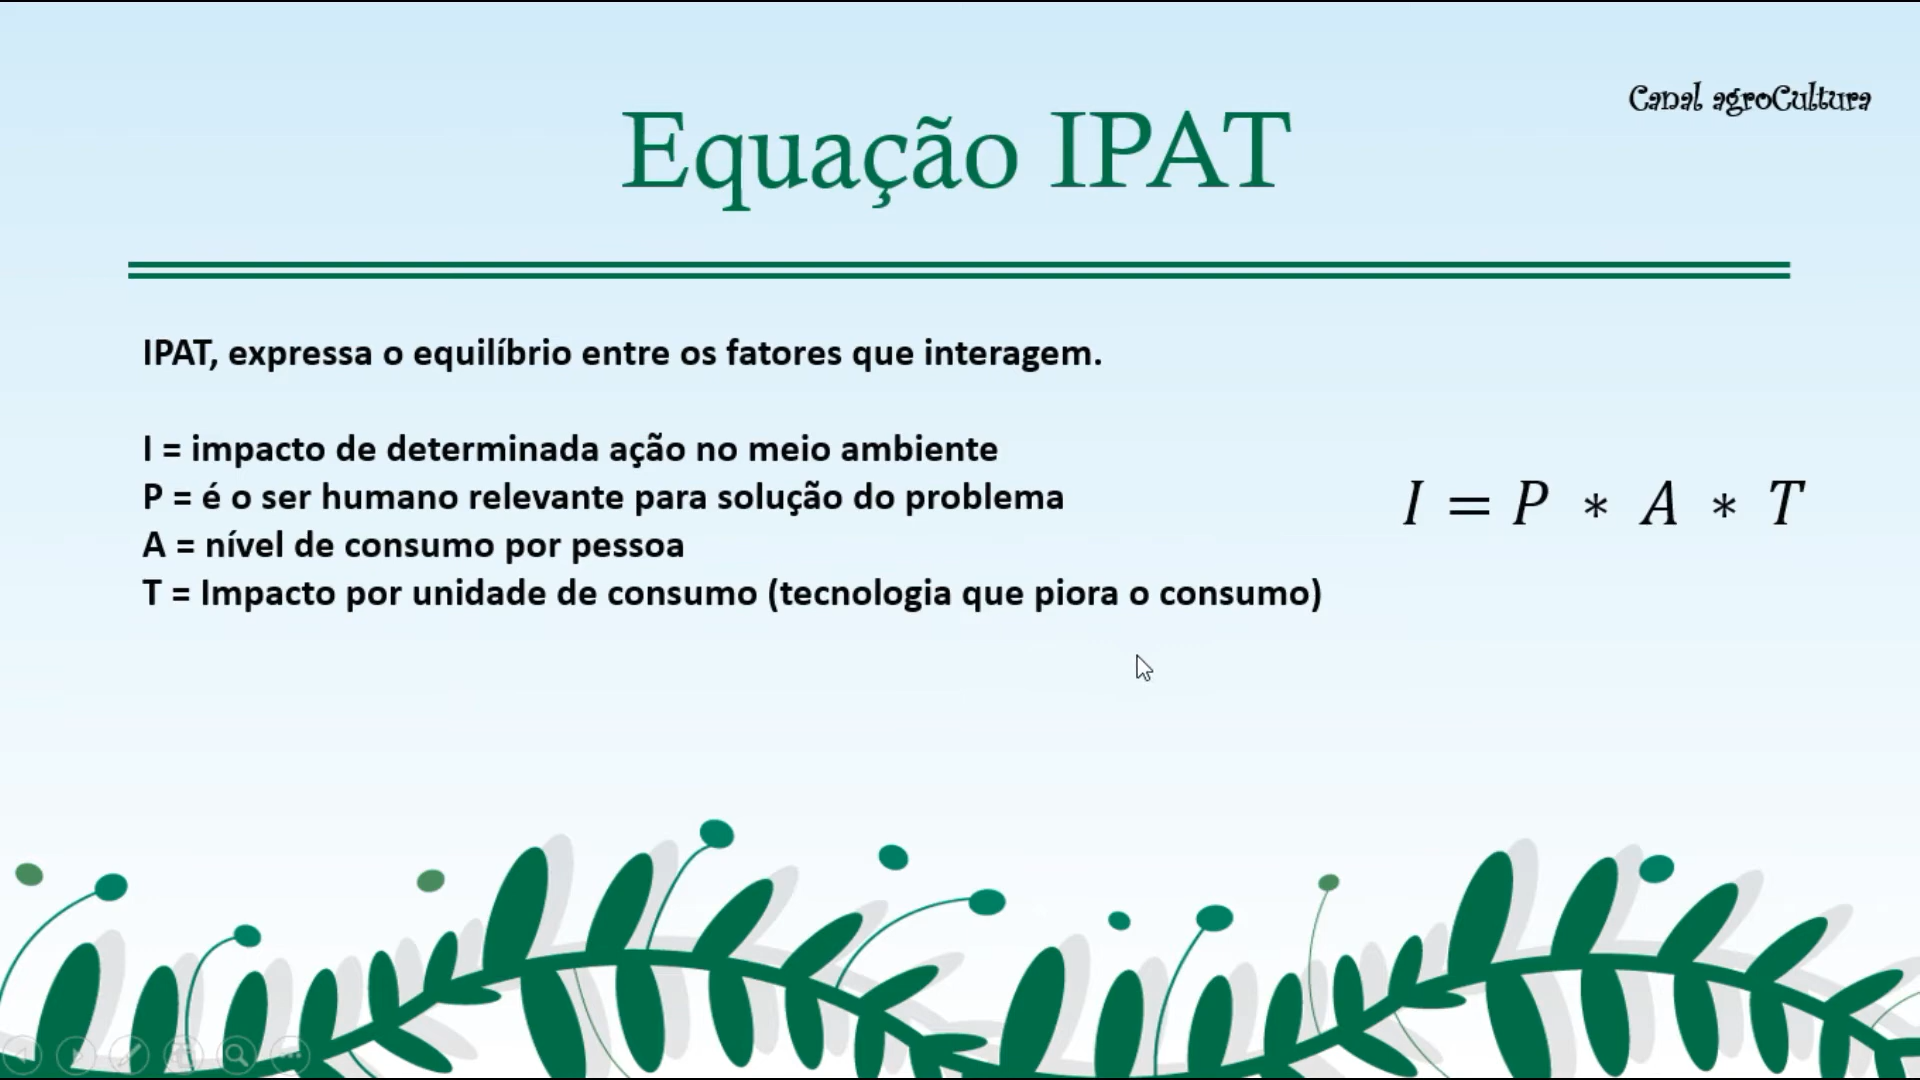 Canal agroCultura
Equação IPAT
IPAT, expressa o equilíbrio entre os fatores que interagem.
I = impacto de determinada ação no meio ambiente
P = é o ser humano relevante para solução do problema
A = nível de consumo por pessoa
T = Impacto por unidade de consumo (tecnologia que piora o consumo)
I = P * A * T